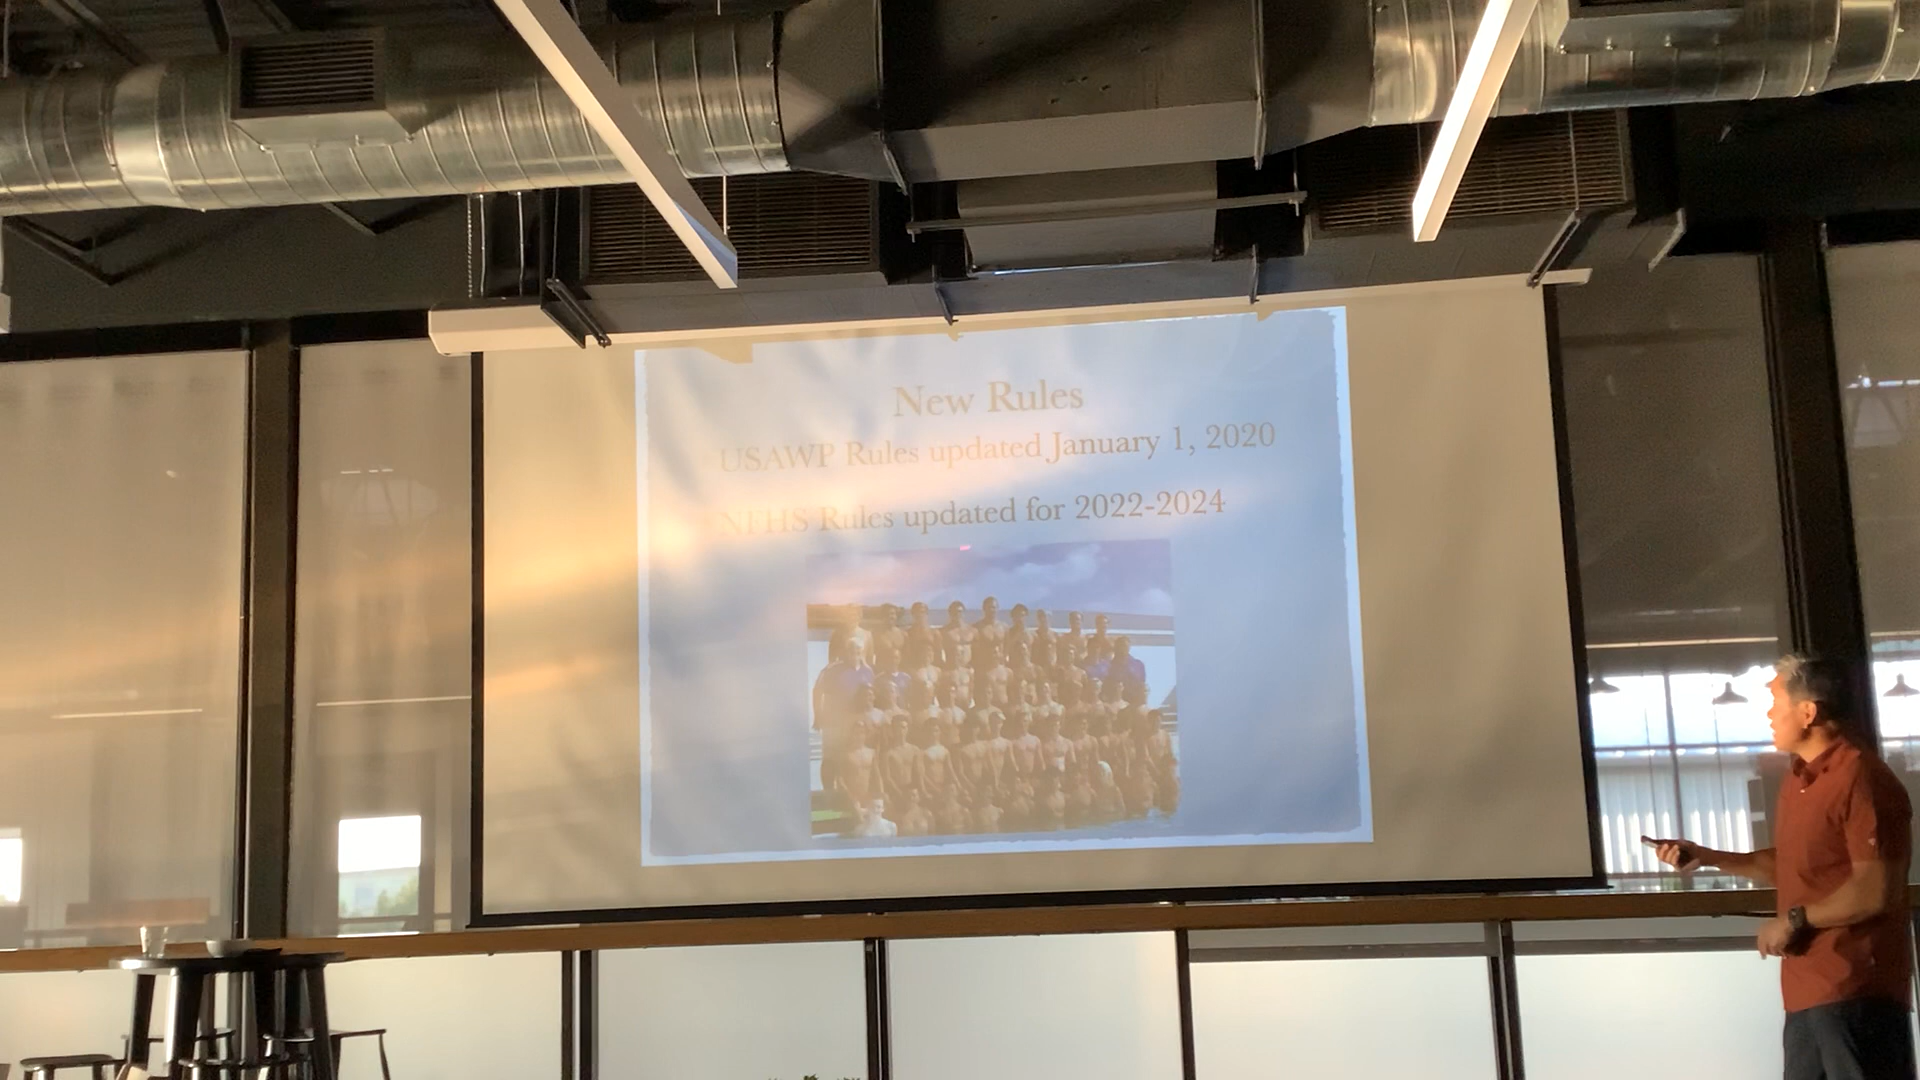 New Rules
USAWP Rules updated January 1, 2020
NFHS Rules updated for 2022-2024